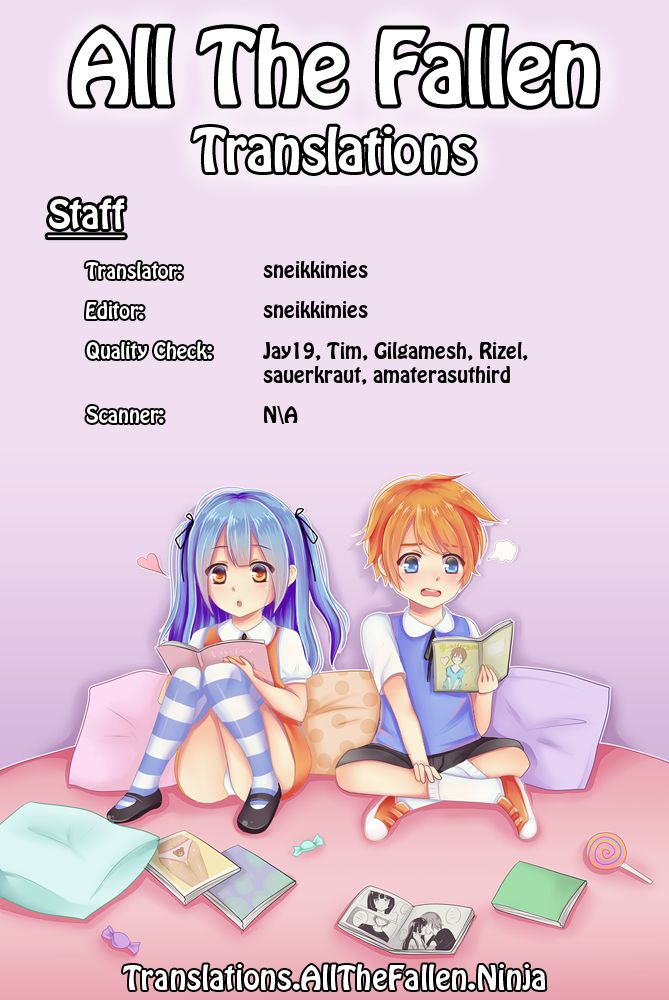 All The Fallen
Translations
Staff
Translator: sneikkimies
Editor: sneikkimies
Quality Check: Jay19, Tim, Gilgamesh, Rizel,
sauerkraut, amaterasuthird
Scanner: N\A
Translations.AllTheFallen.Ninja